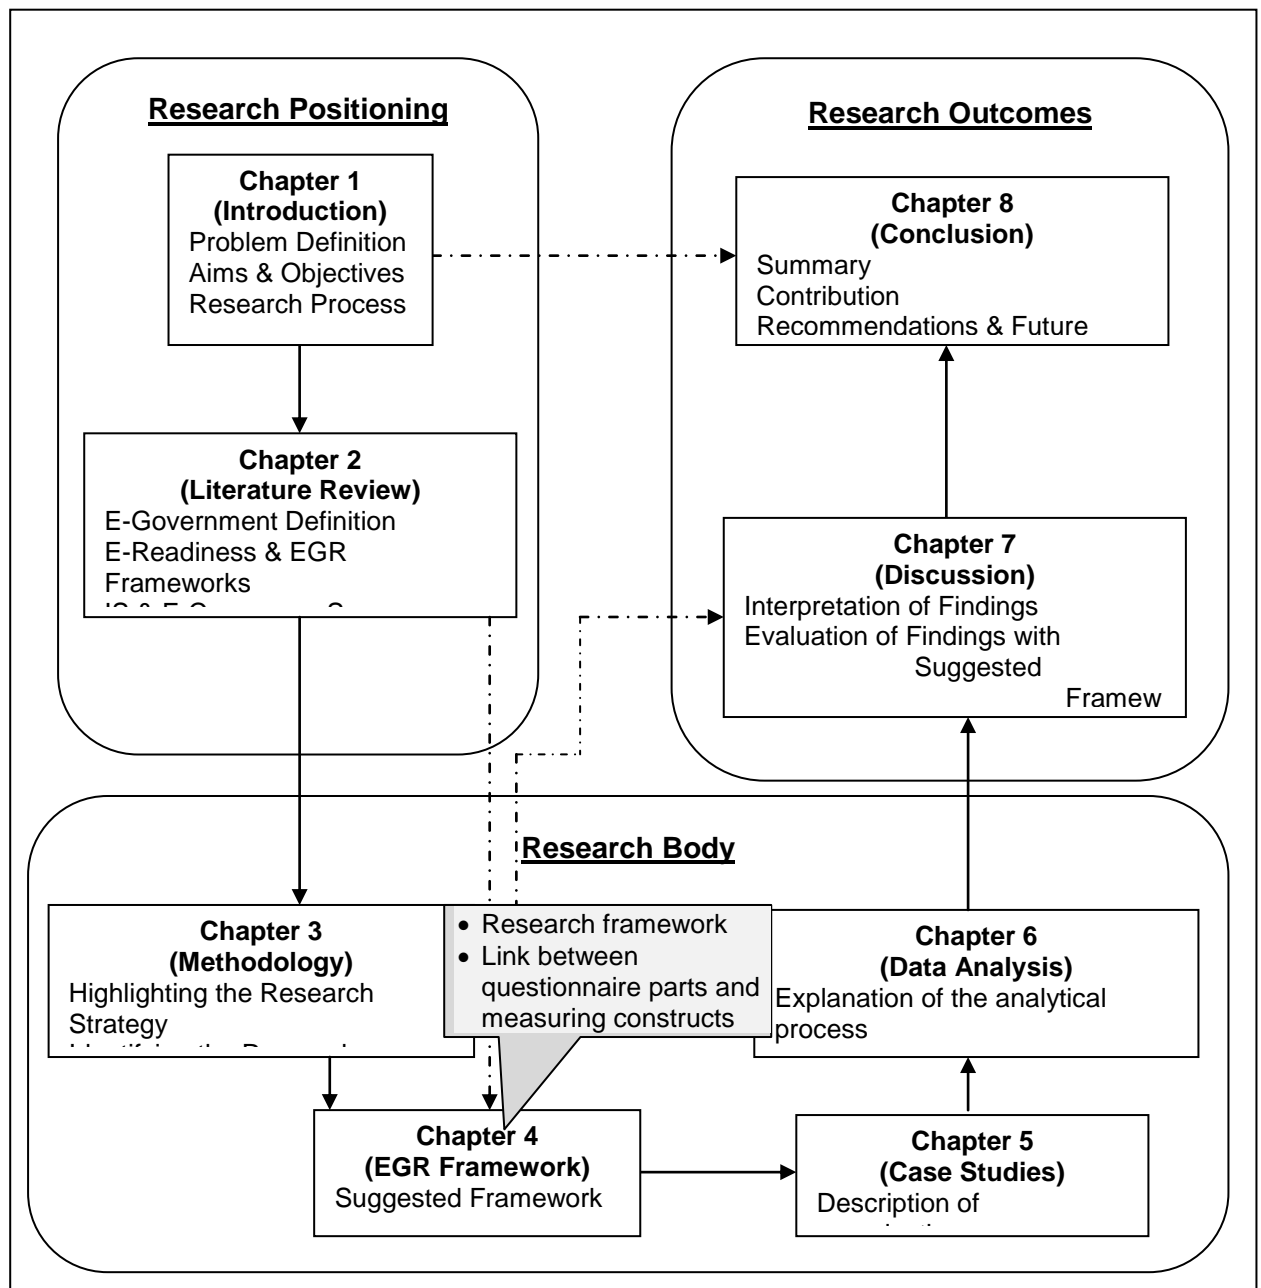 Research Positioning
Chapter 1
(Introduction)
Problem Definition
Aims & Objectives
Research Process
Chapter 2
(Literature Review)
E-Government Definition
E-Readiness & EGR
Frameworks
Research Outcomes
Chapter 8
(Conclusion)
Summary
Contribution
Recommendations & Future
Chapter 7
(Discussion)
Interpretation of Findings
Evaluation of Findings with
Suggested
Framew
Research Body
Chapter 3
(Methodology)
Highlighting the Research
Strategy
• Research framework
• Link between
questionnaire parts and
measuring constructs
Chapter 6
(Data Analysis)
Explanation of the analytical
process
Chapter 4
(EGR Framework)
Suggested Framework
Chapter 5
(Case Studies)
Description of